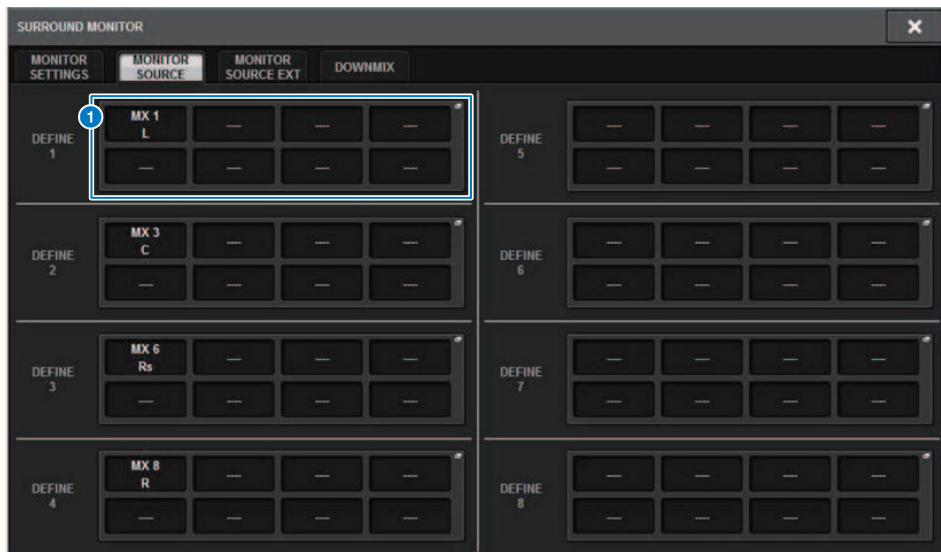 SURROUND MONITOR
MONITOR SETTINGS
MONITOR SOURCE
MONITOR SOURCE EXT
DOWNMIX
1
DEFINE 1
MX 1
L
---- ---- ----
---- ---- ---- ----
DEFINE 2
MX 3
C
---- ---- ----
---- ---- ---- ----
DEFINE 3
MX 6
Rs
---- ---- ----
---- ---- ---- ----
DEFINE 4
MX 8
R
---- ---- ----
---- ---- ---- ----
DEFINE 5
---- ---- ---- ----
---- ---- ---- ----
DEFINE 6
---- ---- ---- ----
---- ---- ---- ----
DEFINE 7
---- ---- ---- ----
---- ---- ---- ----
DEFINE 8
---- ---- ---- ----
---- ---- ---- ----